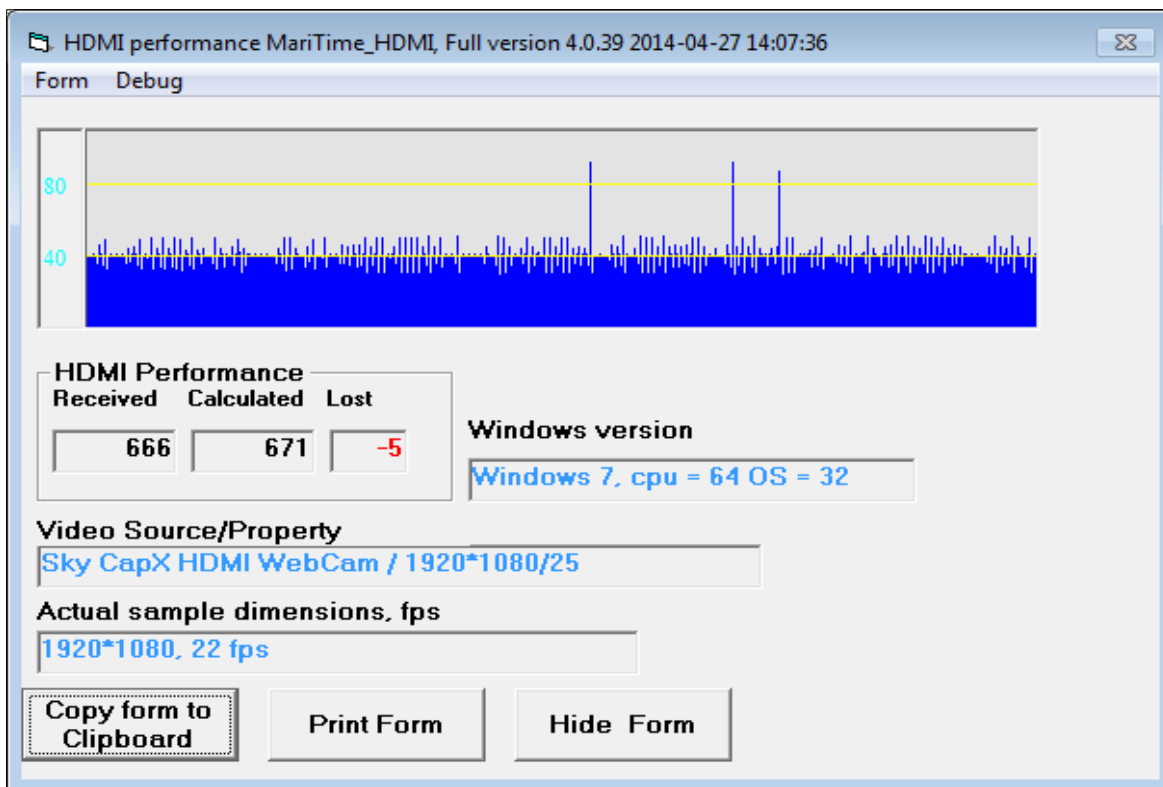 HDMI performance MariTime_HDMI, Full version 4.0.39 2014-04-27 14:07:36
Form Debug
80
40
HDMI Performance
Received Calculated Lost
666 671 -5
Windows version
Windows 7, cpu = 64 OS = 32
Video Source/Property
Sky CapX HDMI WebCam / 1920*1080/25
Actual sample dimensions, fps
1920*1080, 22 fps
Copy form to
Clipboard
Print Form
Hide Form